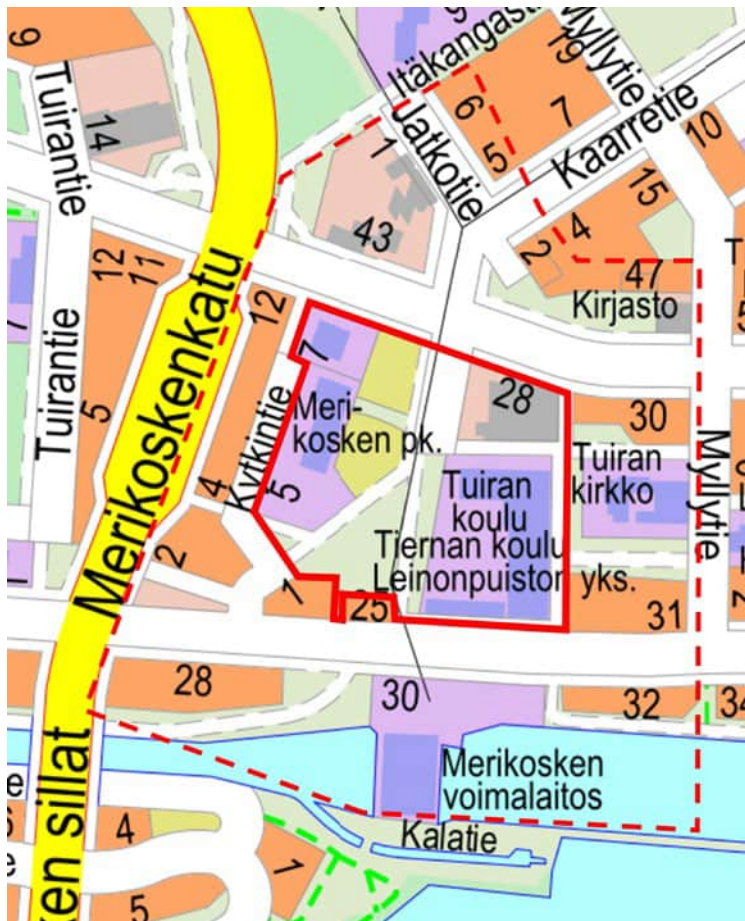 9
9
Itäkangasti
Myllytie
19
Tuirantie
14
6
7
5
Jatkotie
Kaarretie
10
1
43
15
4
2
47
Kirjasto
12
11
12
7
7
Merikoskenkatu
Tuirantie
5
Kytkintie
4
Meri-
kosken pk.
5
28
30
Tuiran
koulu
Tiernan koulu
Leinonpuiston yks.
Tuiran
kirkko
Myllytie
2
1
25
31
28
30
32
34
Merikosken
voimalaitos
Kalatie
ken sillat
4
1
5